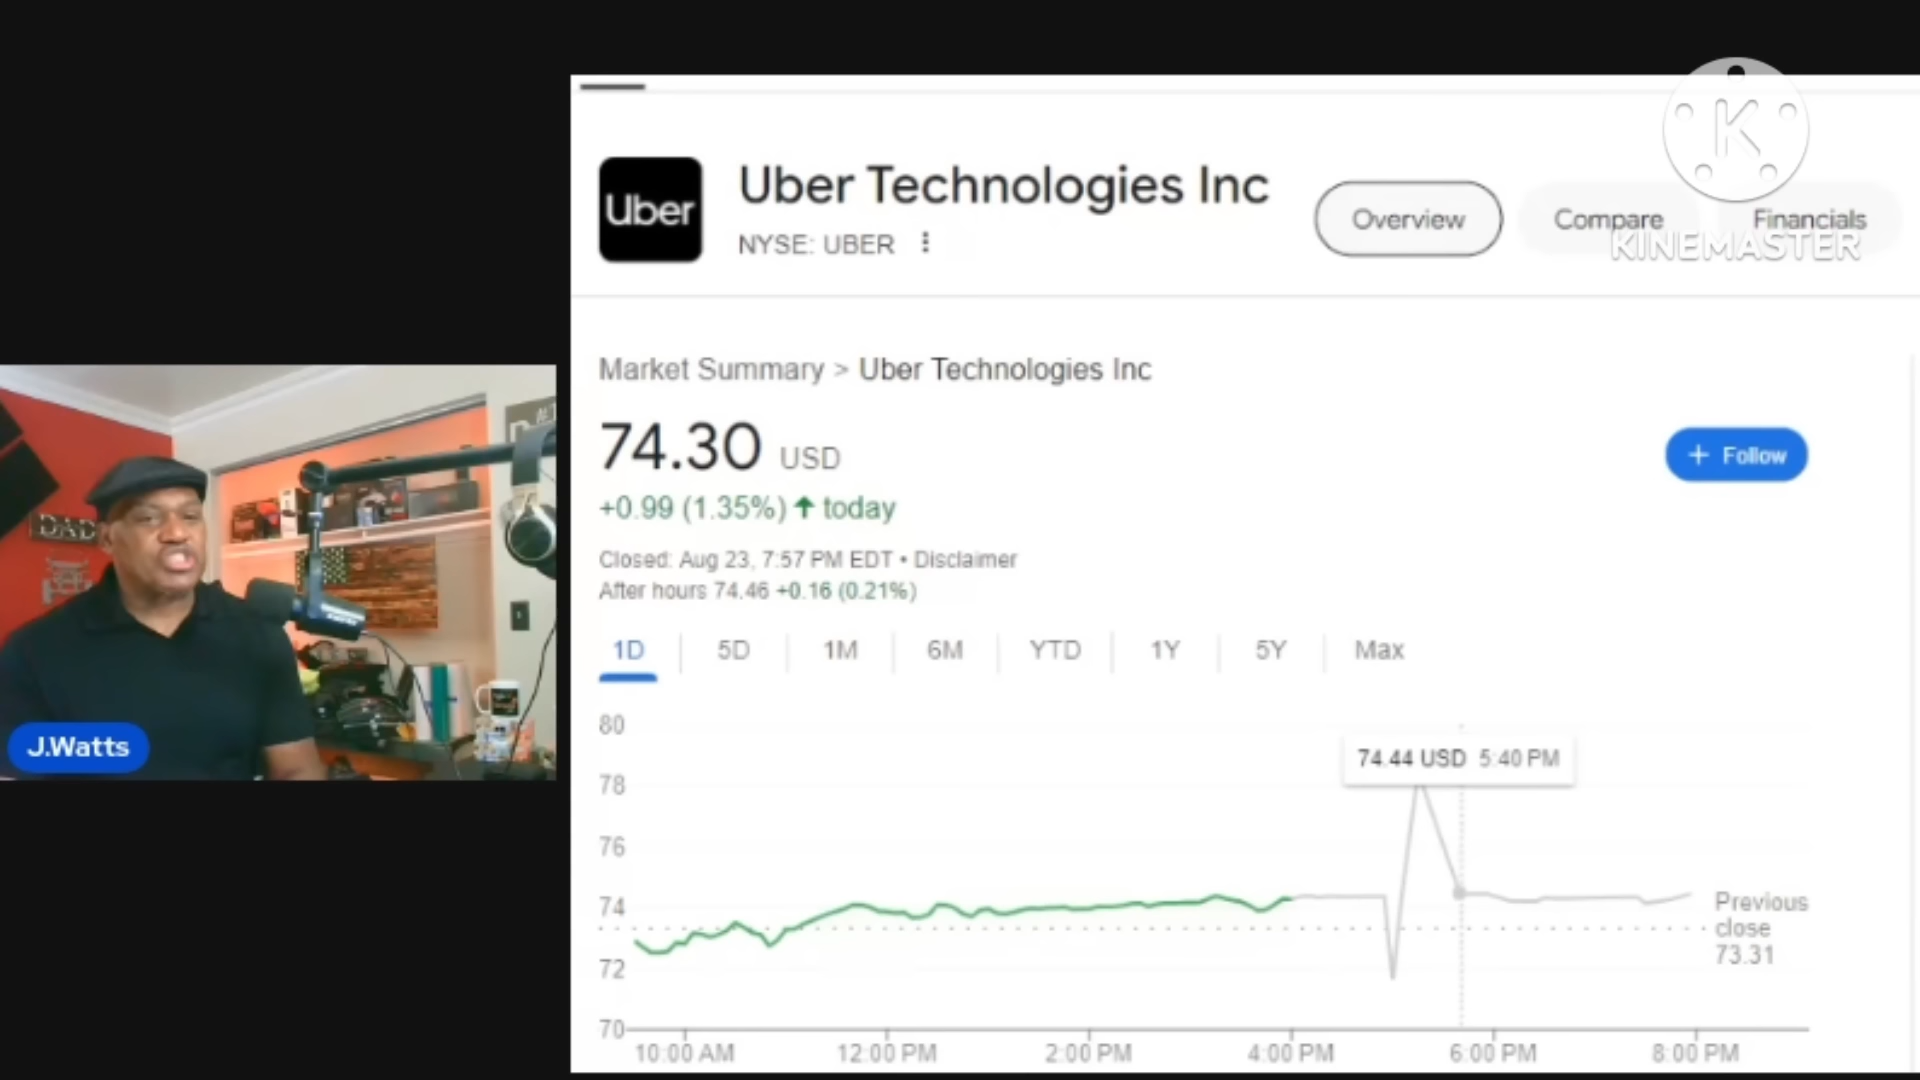 Uber
Uber Technologies Inc
NYSE: UBER
Overview
Compare
Financials
K
KINEMASTER
Market Summary > Uber Technologies Inc
74.30 USD
+ Follow
+0.99 (1.35%) ↑ today
Closed: Aug 23, 7:57 PM EDT • Disclaimer
After hours 74.46 +0.16 (0.21%)
1D
5D
1M
6M
YTD
1Y
5Y
Max
DAD
J.Watts
80
78
76
74
72
70
74.44 USD 5:40 PM
Previous
close
73.31
10:00 AM
12:00 PM
2:00 PM
4:00 PM
6:00 PM
8:00 PM